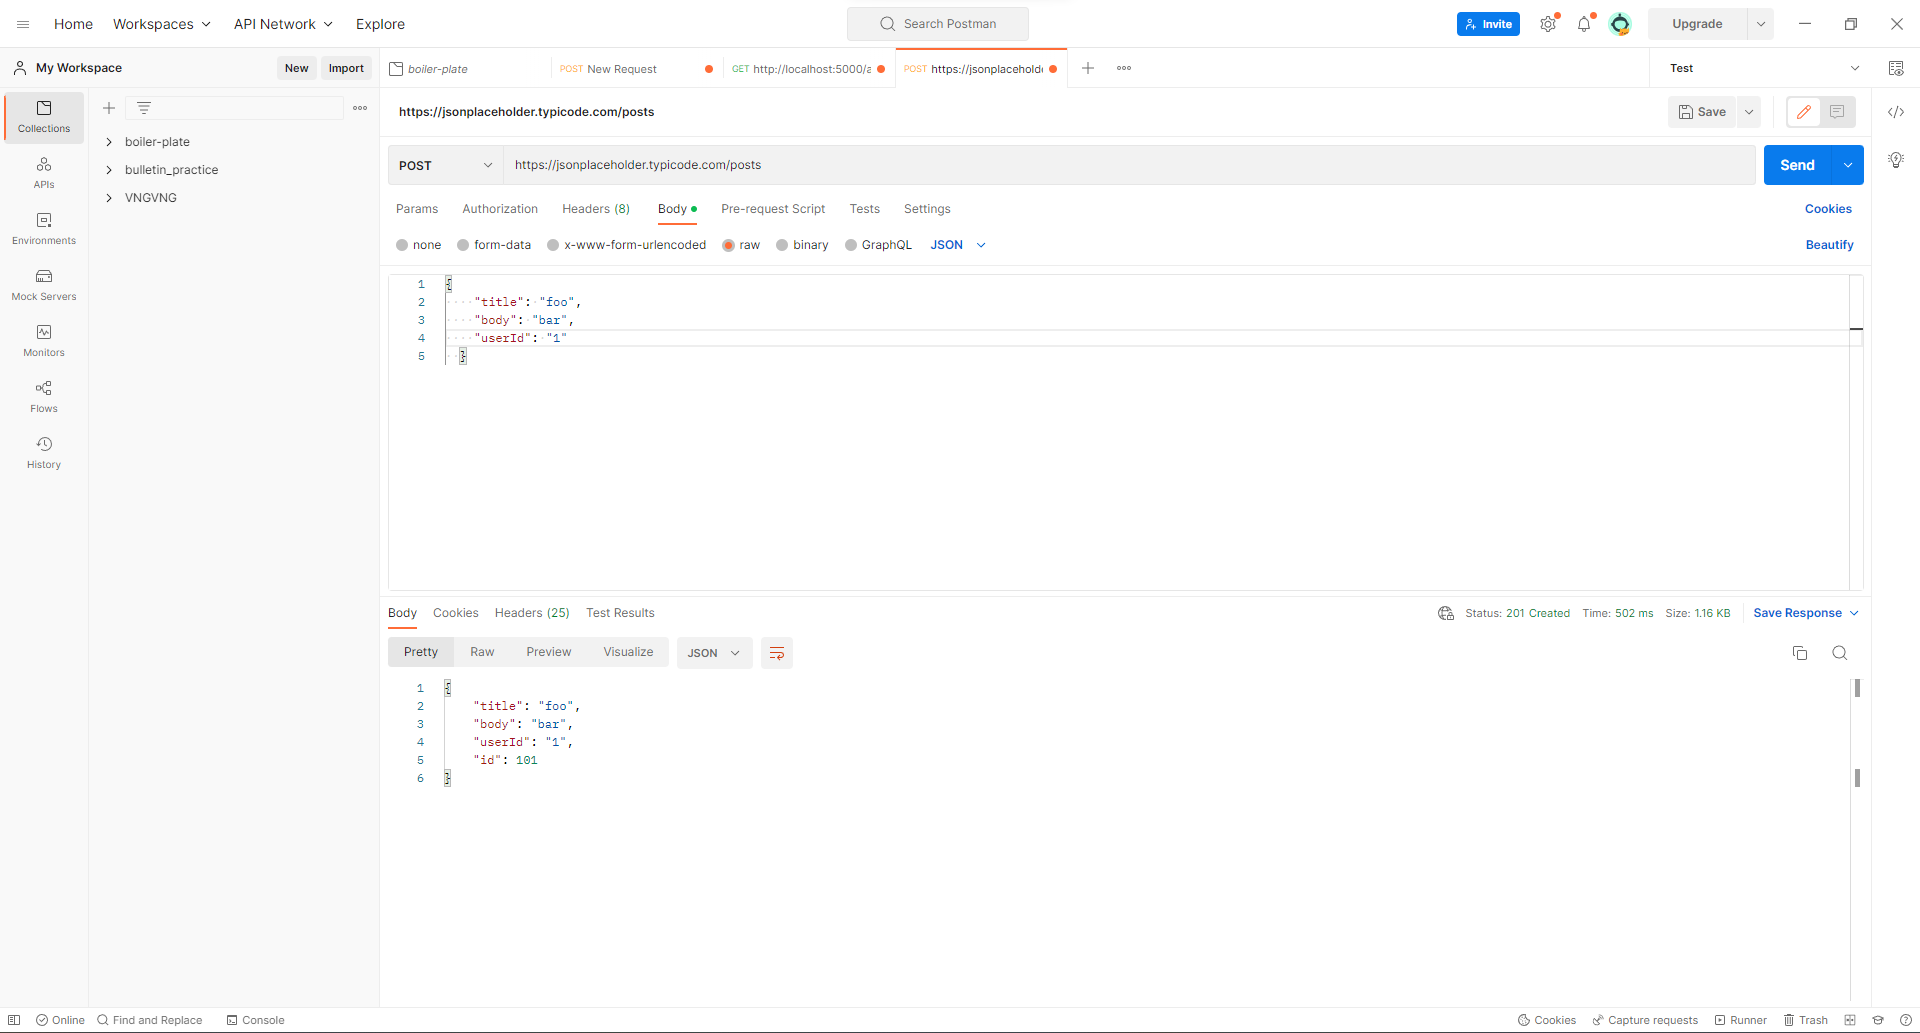 Home Workspaces API Network Explore Search Postman Invite Upgrade
My Workspace New Import boiler-plate POST New Request GET http://localhost:5000/a POST https://jsonplaceholde Test
Collections
APIs
Environments
Mock Servers
Monitors
Flows
History
boiler-plate
bulletin_practice
VNGVNG
https://jsonplaceholder.typicode.com/posts Save
POST https://jsonplaceholder.typicode.com/posts Send
Params Authorization Headers (8) Body Pre-request Script Tests Settings Cookies
none form-data x-www-form-urlencoded raw binary GraphQL JSON Beautify
1 {
2 "title": "foo",
3 "body": "bar",
4 "userId": "1"
5 }
Body Cookies Headers (25) Test Results Status: 201 Created Time: 502 ms Size: 1.16 KB Save Response
Pretty Raw Preview Visualize JSON
1 {
2 "title": "foo",
3 "body": "bar",
4 "userId": "1",
5 "id": 101
6 }
Online Find and Replace Console Cookies Capture requests Runner Trash